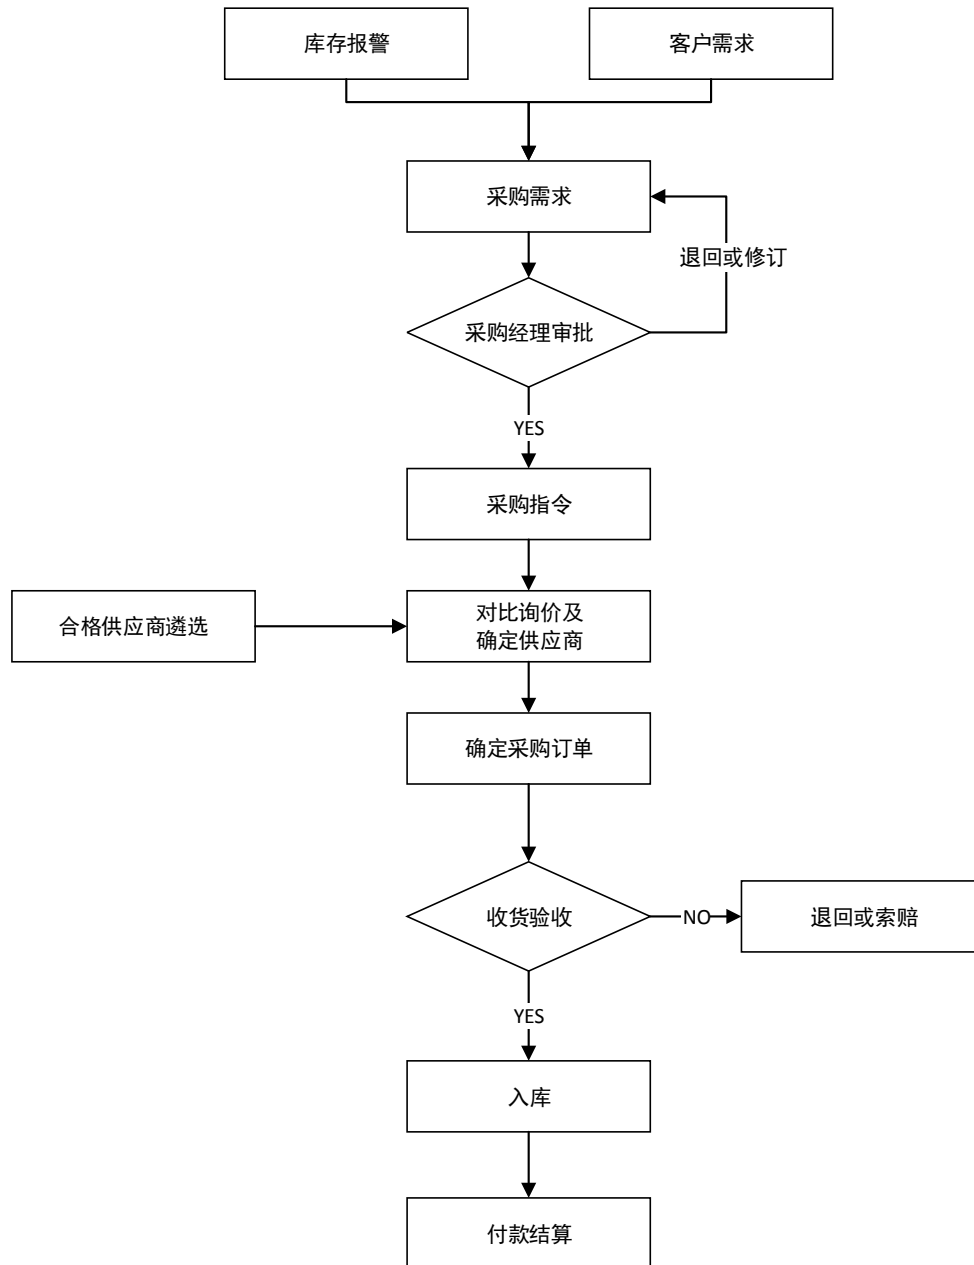 库存报警
客户需求
采购需求
退回或修订
采购经理审批
YES
采购指令
合格供应商遴选
对比询价及
确定供应商
确定采购订单
收货验收
NO
退回或索赔
YES
入库
付款结算